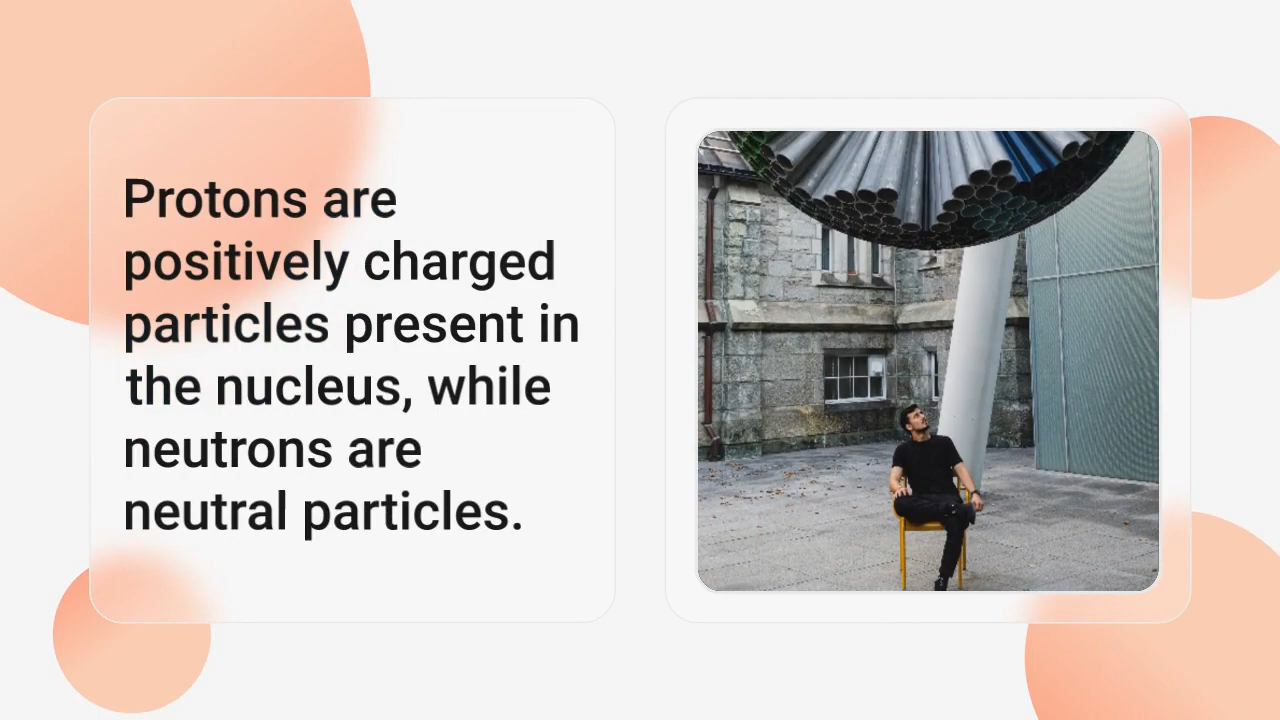 Protons are
positively charged
particles present in
the nucleus, while
neutrons are
neutral particles.